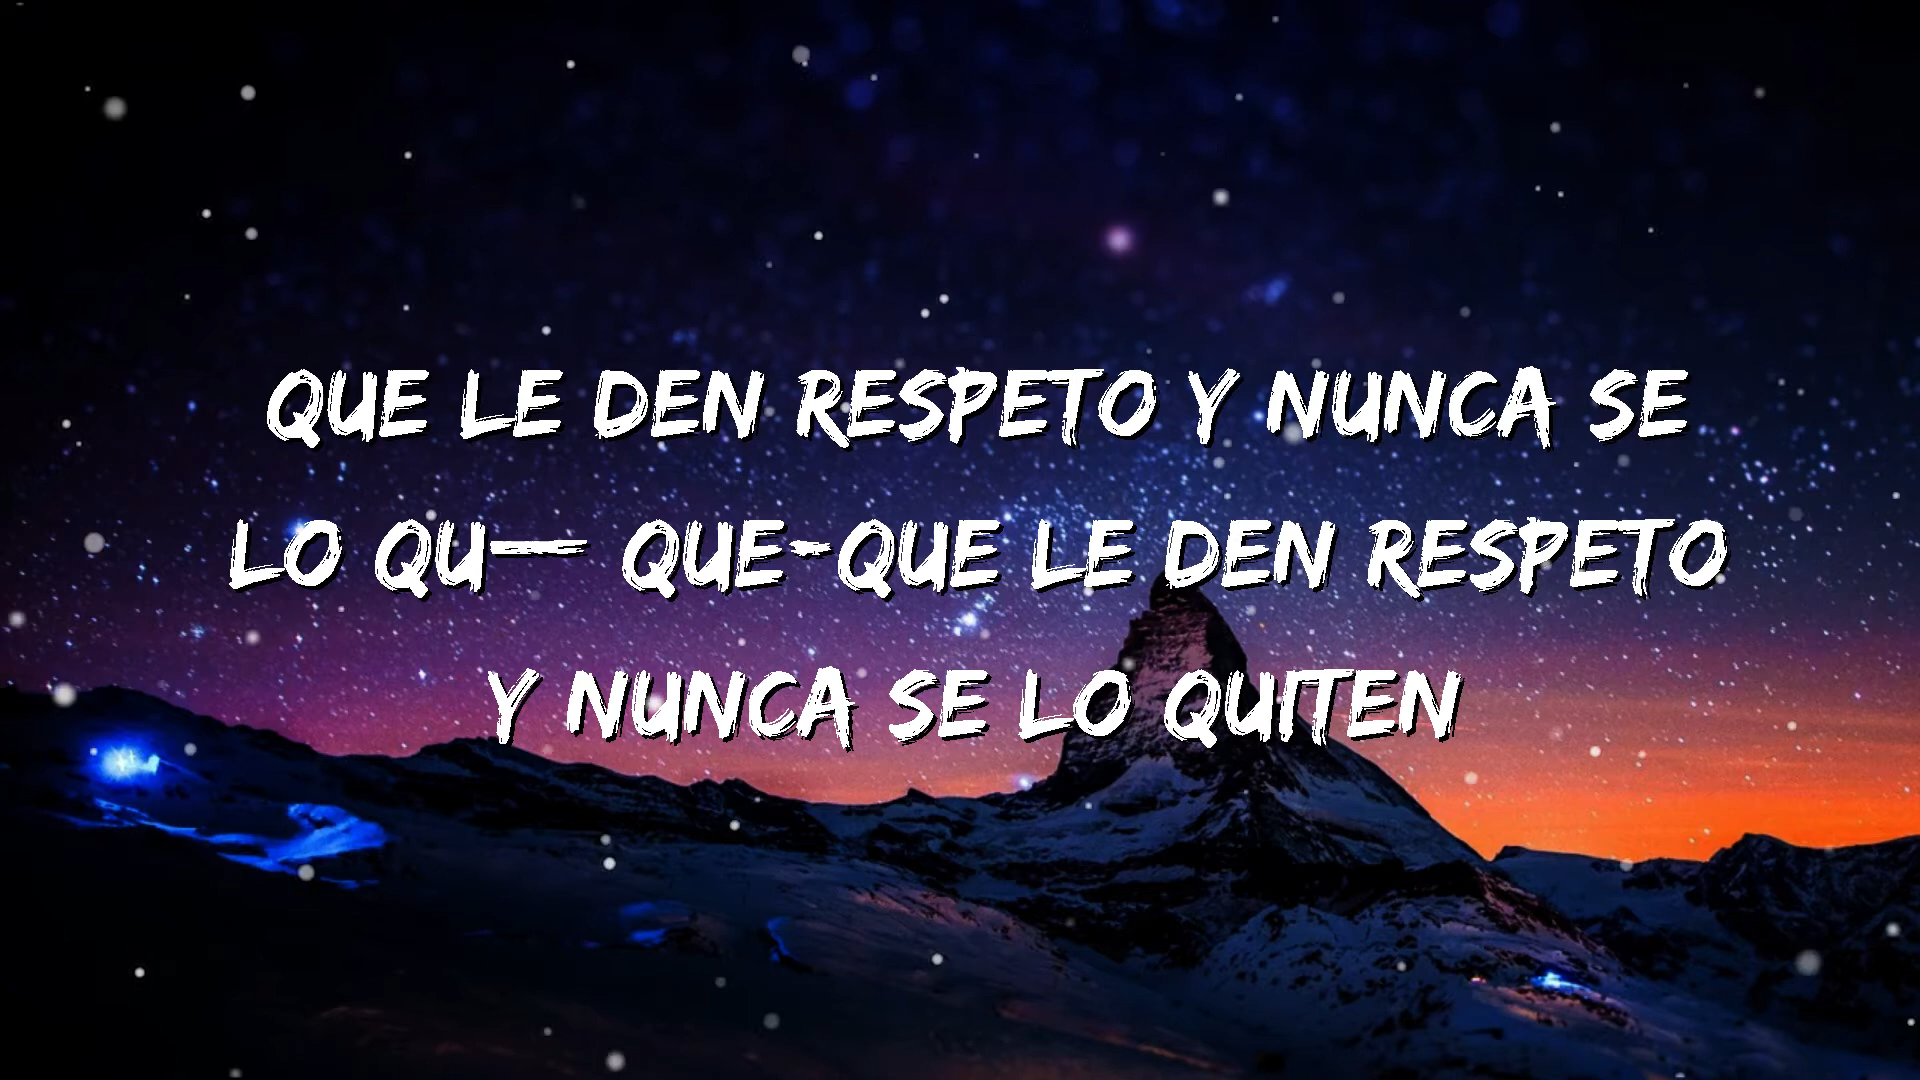 QUE LE DEN RESPETO Y NUNCA SE
LO QU— QUE-QUE LE DEN RESPETO
Y NUNCA SE LO QUITEN